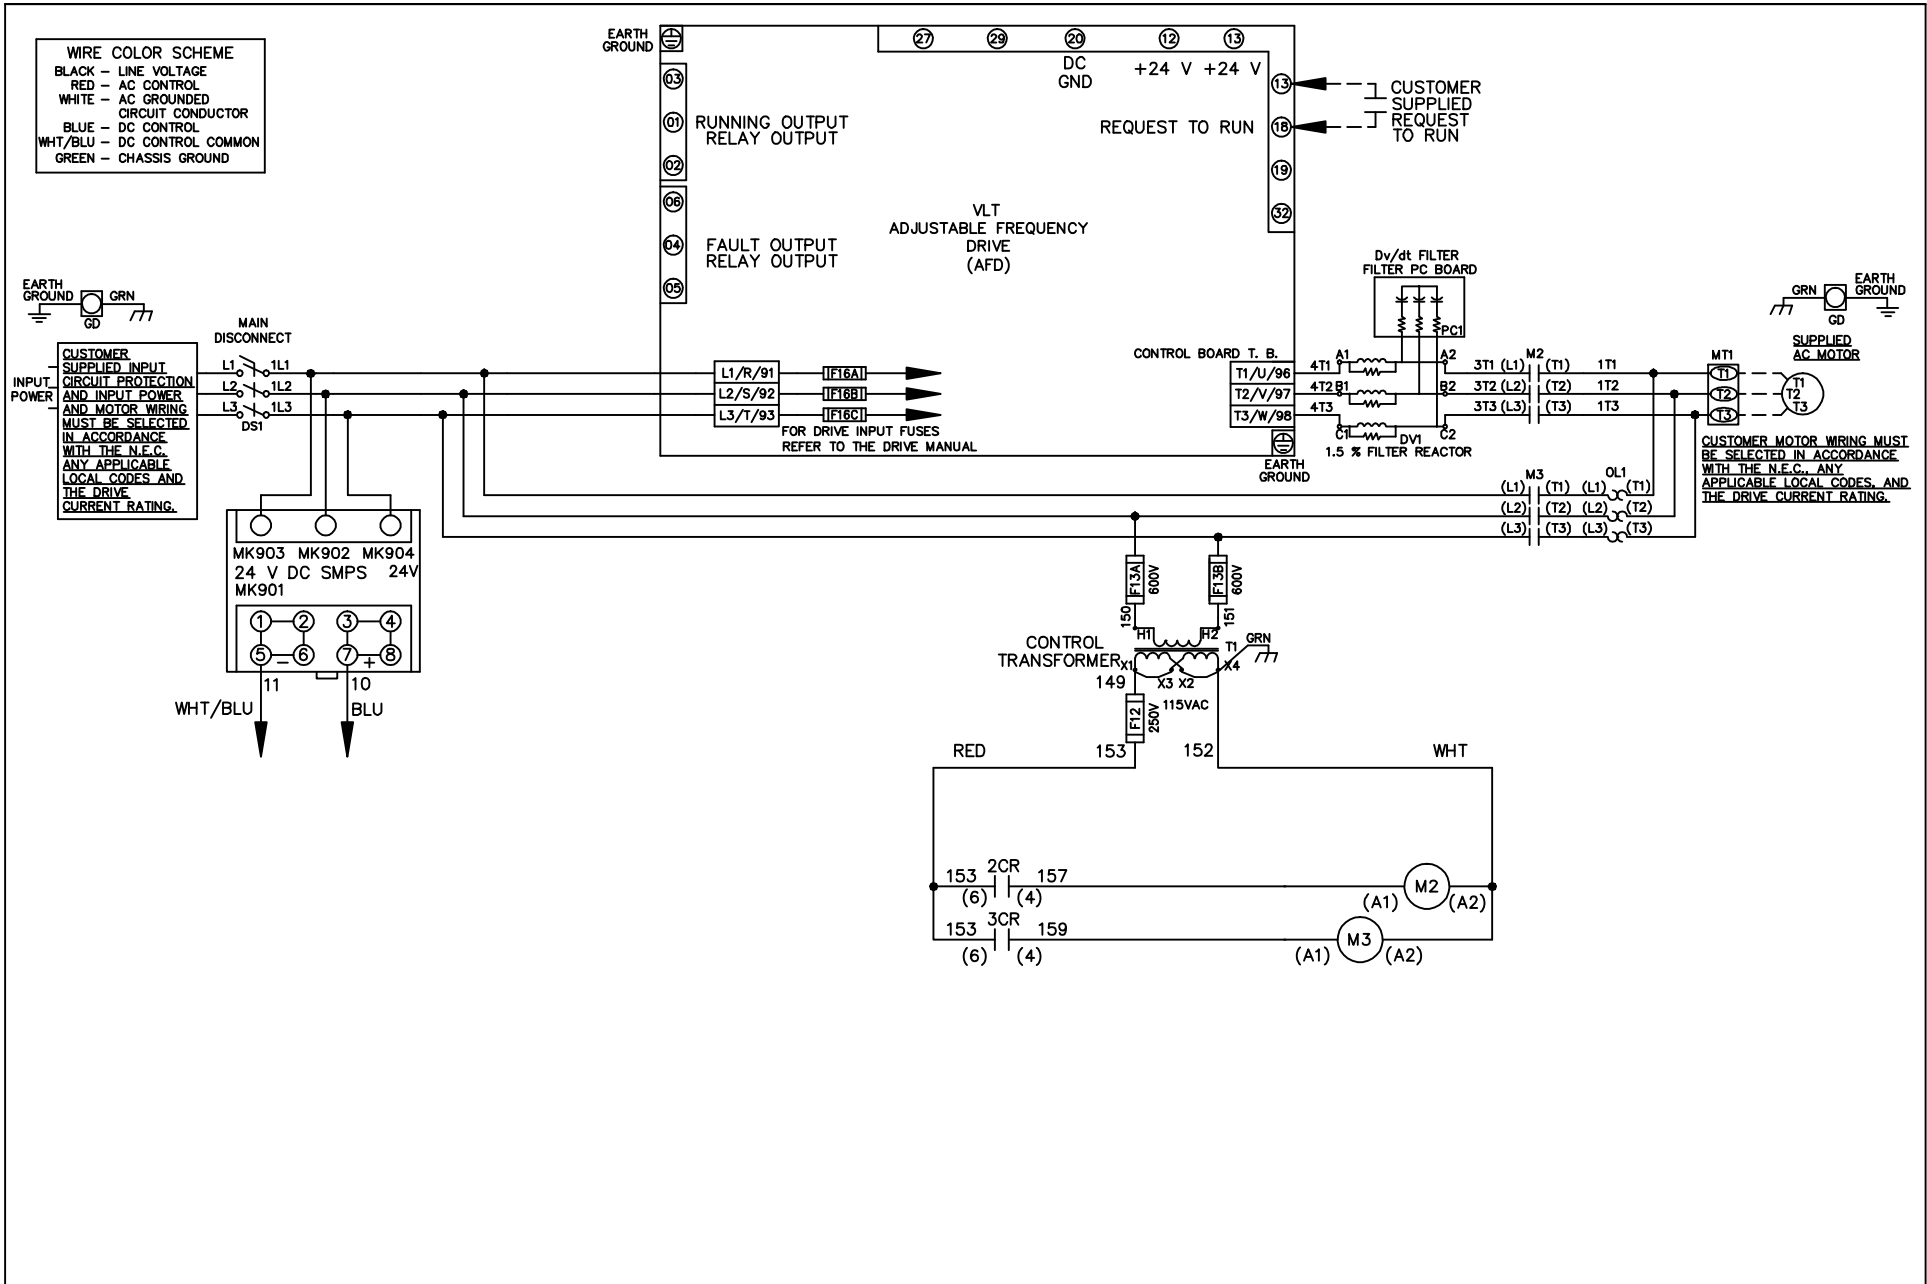 WIRE COLOR SCHEME
BLACK – LINE VOLTAGE
RED – AC CONTROL
WHITE – AC GROUNDED
CIRCUIT CONDUCTOR
BLUE – DC CONTROL
WHT/BLU – DC CONTROL COMMON
GREEN – CHASSIS GROUND
EARTH
GROUND
03
01
02
RUNNING OUTPUT
RELAY OUTPUT
06
04
05
FAULT OUTPUT
RELAY OUTPUT
27 29 20 12 13
DC
GND
+24 V +24 V
13
REQUEST TO RUN 18
19
32
CUSTOMER
SUPPLIED
REQUEST
TO RUN
VLT
ADJUSTABLE FREQUENCY
DRIVE
(AFD)
EARTH
GROUND
GRN
GD
INPUT
POWER
CUSTOMER
SUPPLIED INPUT
CIRCUIT PROTECTION
AND INPUT POWER
AND MOTOR WIRING
MUST BE SELECTED
IN ACCORDANCE
WITH THE N.E.C.
ANY APPLICABLE
LOCAL CODES AND
THE DRIVE
CURRENT RATING.
MAIN
DISCONNECT
L1 1L1
L2 1L2
L3 1L3
DS1
L1/R/91 F16A
L2/S/92 F16B
L3/T/93 F16C
FOR DRIVE INPUT FUSES
REFER TO THE DRIVE MANUAL
CONTROL BOARD T. B.
T1/U/96
T2/V/97
T3/W/98
EARTH
GROUND
Dv/dt FILTER
FILTER PC BOARD
PC1
4T1 A1 A2
4T2 B1 B2
4T3
C1 C2
DV1
1.5 % FILTER REACTOR
M2
3T1 (L1) (T1) 1T1
3T2 (L2) (T2) 1T2
3T3 (L3) (T3) 1T3
MT1
T1
T2
T3
GRN
EARTH
GROUND
GD
SUPPLIED
AC MOTOR
T1
T2
T3
CUSTOMER MOTOR WIRING MUST
BE SELECTED IN ACCORDANCE
WITH THE N.E.C., ANY
APPLICABLE LOCAL CODES, AND
THE DRIVE CURRENT RATING.
M3 OL1
(L1) (T1) (L1) (T1)
(L2) (T2) (L2) (T2)
(L3) (T3) (L3) (T3)
MK903 MK902 MK904
24 V DC SMPS 24V
MK901
1 2 3 4
5 – 6 7 + 8
11 10
WHT/BLU BLU
F13A 600V
F13B 600V
150 151
H1 H2
CONTROL
TRANSFORMER
T1 GRN
X1 X4
X3 X2
149
115VAC
F12 250V
RED 153 152 WHT
2CR
153 157
(6) (4)
M2
(A1) (A2)
3CR
153 159
(6) (4)
M3
(A1) (A2)